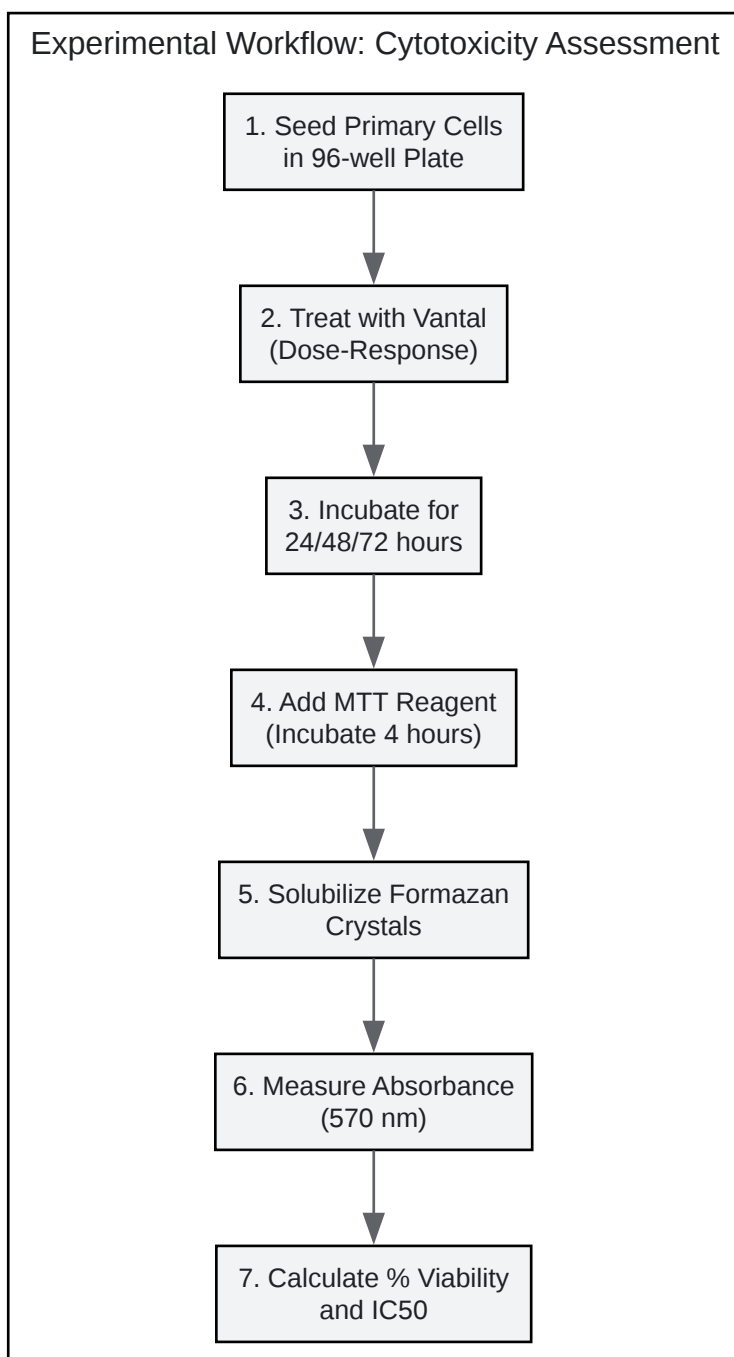 Experimental Workflow: Cytotoxicity Assessment
1. Seed Primary Cells
in 96-well Plate
2. Treat with Vantal
(Dose-Response)
3. Incubate for
24/48/72 hours
4. Add MTT Reagent
(Incubate 4 hours)
5. Solubilize Formazan
Crystals
6. Measure Absorbance
(570 nm)
7. Calculate % Viability
and IC50